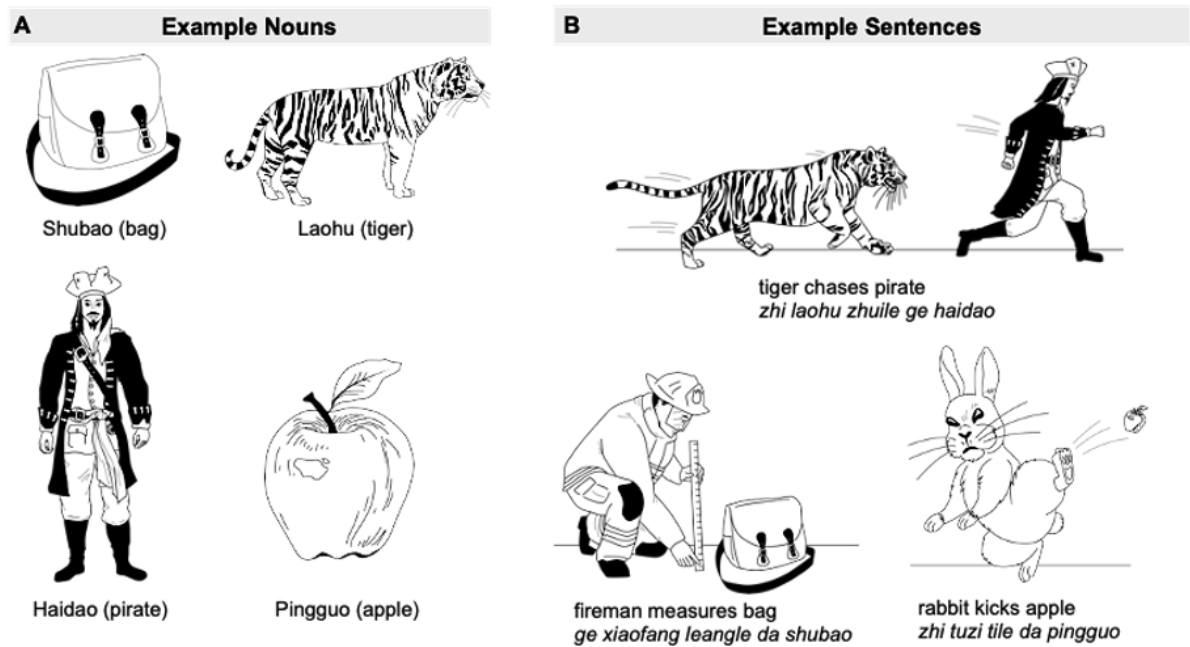 A Example Nouns
Shubao (bag)
Laohu (tiger)
Haidao (pirate)
Pingguo (apple)
B Example Sentences
tiger chases pirate
zhi laohu zhuile ge haidao
fireman measures bag
ge xiaofang leangle da shubao
rabbit kicks apple
zhi tuzi tile da pingguo